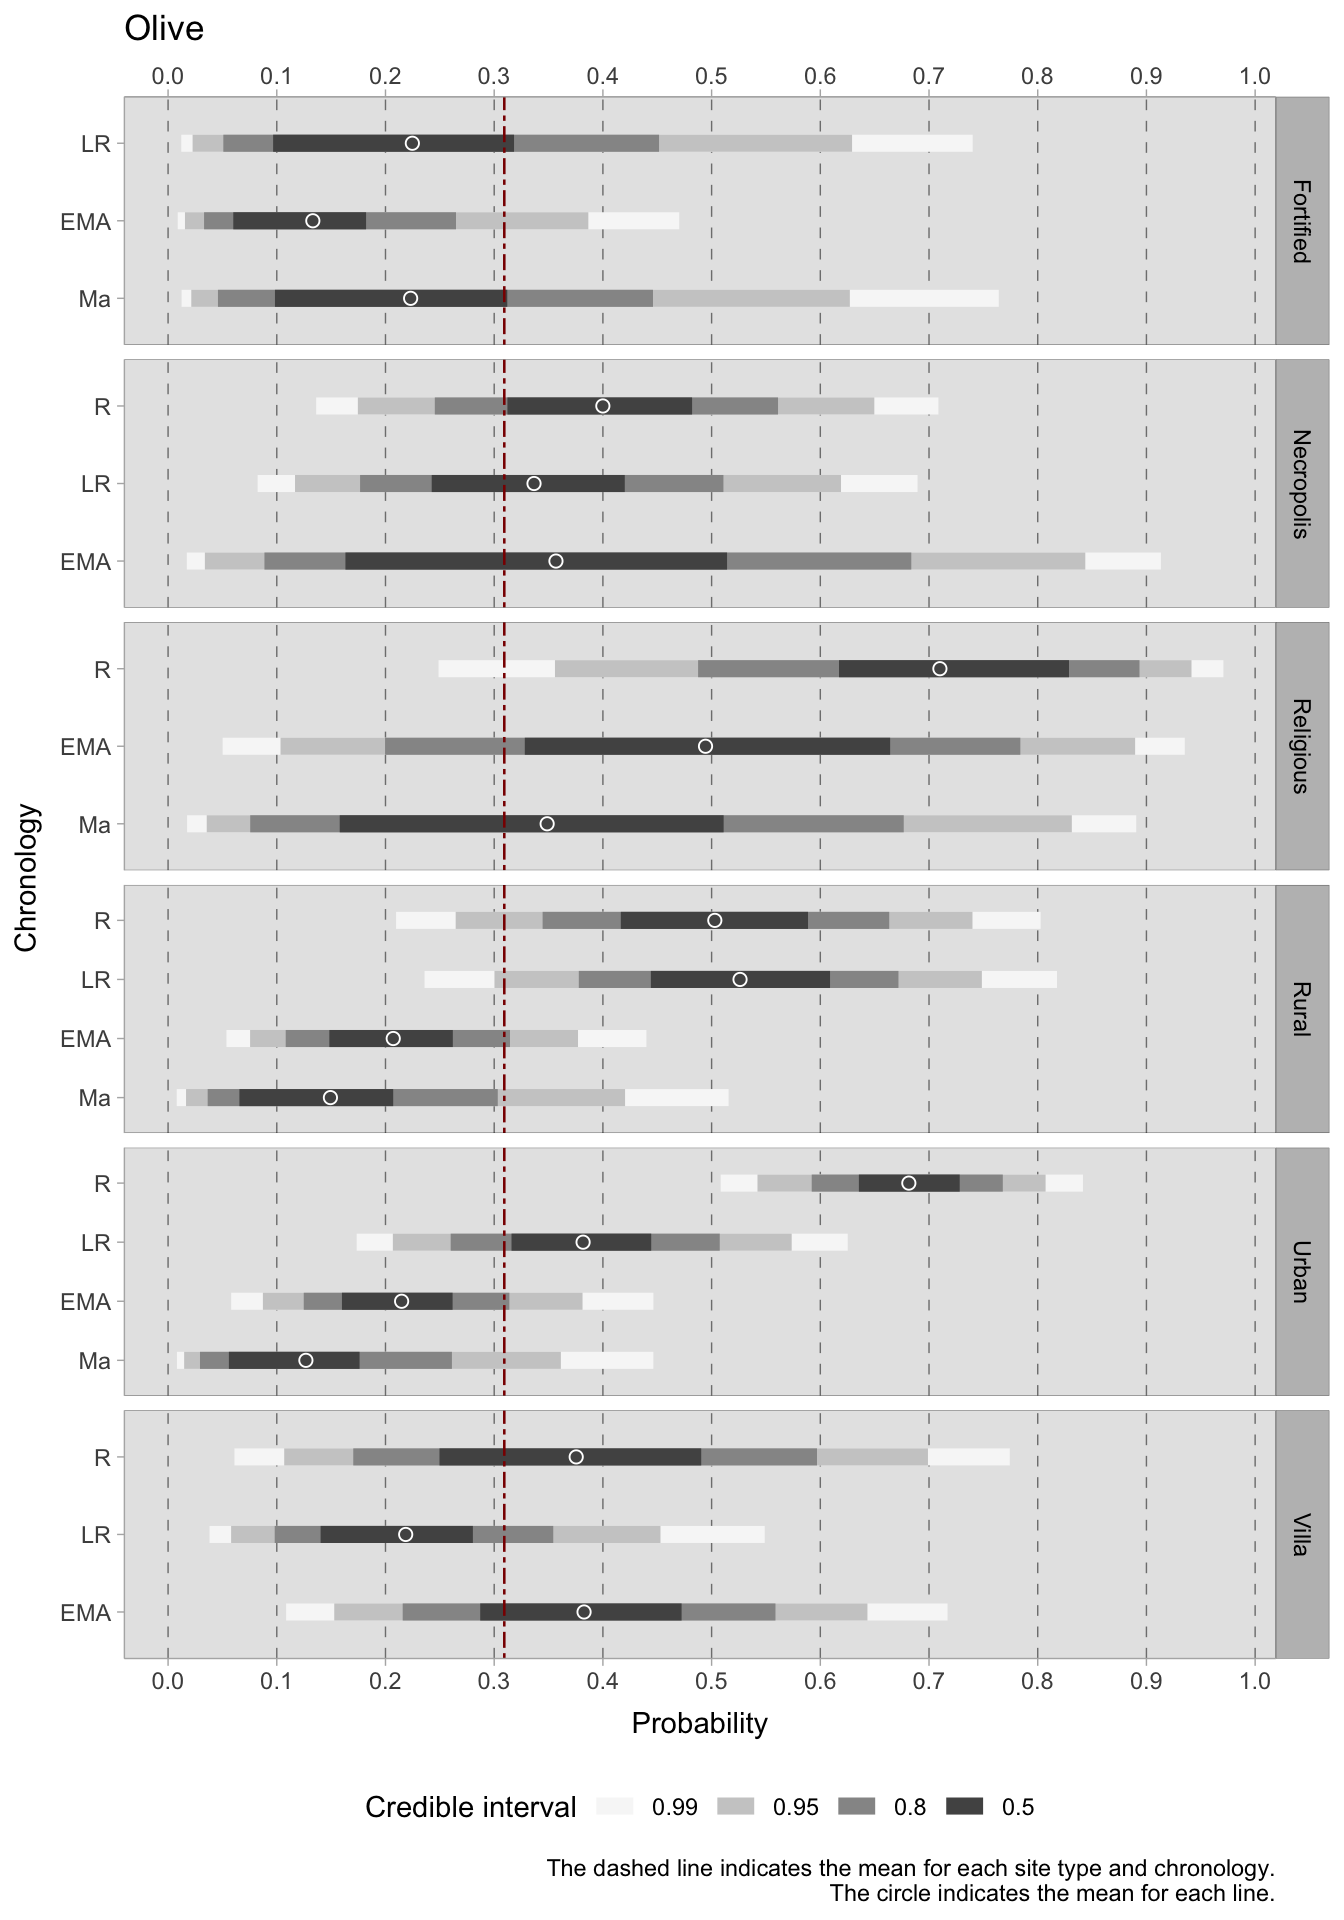 Olive
0.0 0.1 0.2 0.3 0.4 0.5 0.6 0.7 0.8 0.9 1.0
LR
EMA
Ma
Fortified
R
LR
EMA
Necropolis
R
EMA
Ma
Religious
Chronology
R
LR
EMA
Ma
Rural
R
LR
EMA
Ma
Urban
R
LR
EMA
Villa
0.0 0.1 0.2 0.3 0.4 0.5 0.6 0.7 0.8 0.9 1.0
Probability
Credible interval 0.99 0.95 0.8 0.5
The dashed line indicates the mean for each site type and chronology.
The circle indicates the mean for each line.